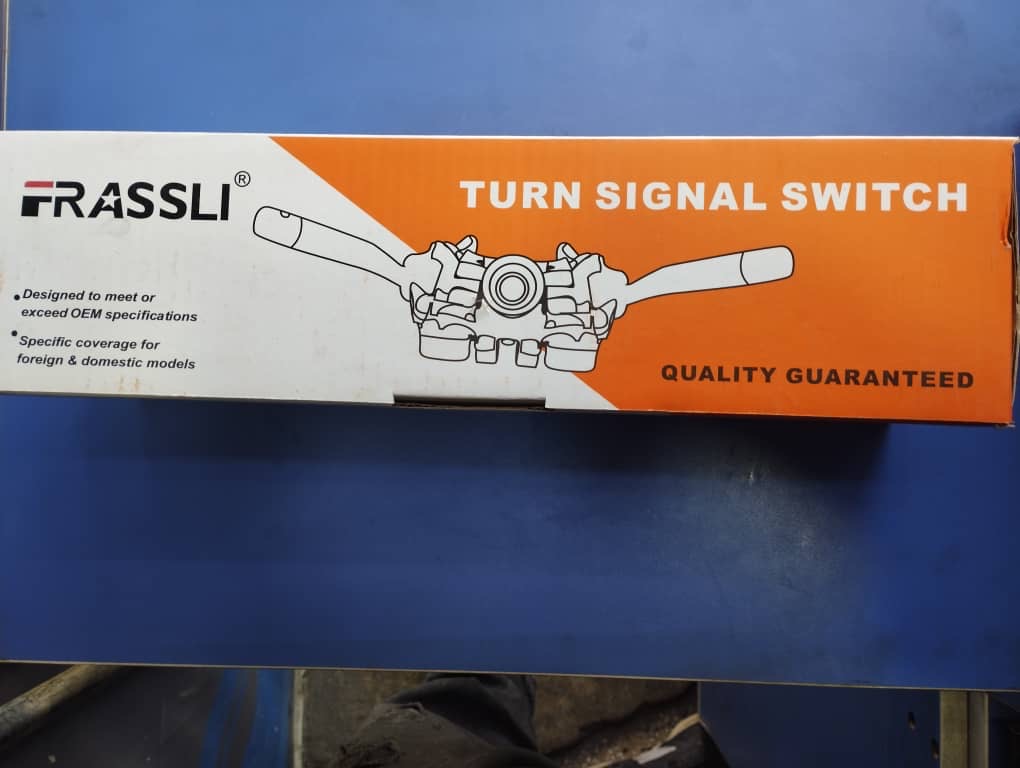 FRASSLI®
TURN SIGNAL SWITCH
• Designed to meet or
exceed OEM specifications
• Specific coverage for
foreign & domestic models
QUALITY GUARANTEED